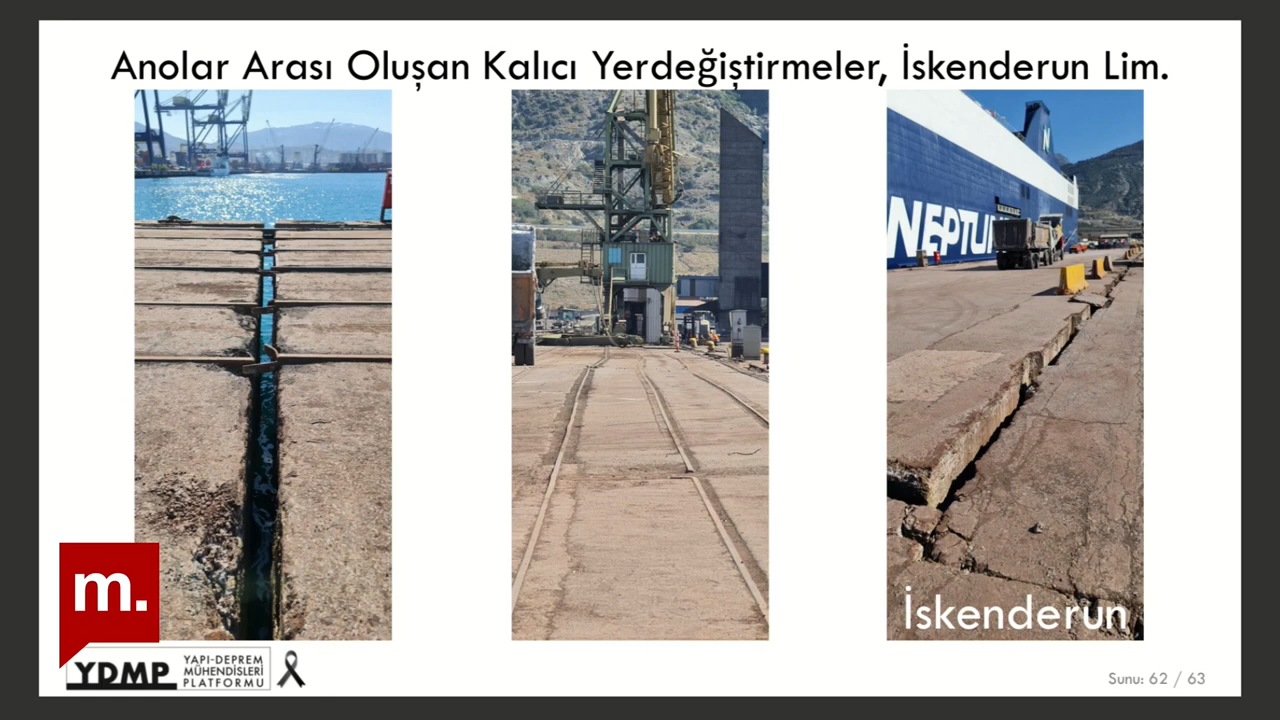 Anolar Arası Oluşan Kalıcı Yerdeğiştirmeler, İskenderun Lim.
NEPTUN
İskenderun
m.
YDMP
YAPI-DEPREM
MÜHENDİSLERİ
PLATFORMU
Sunu: 62 / 63